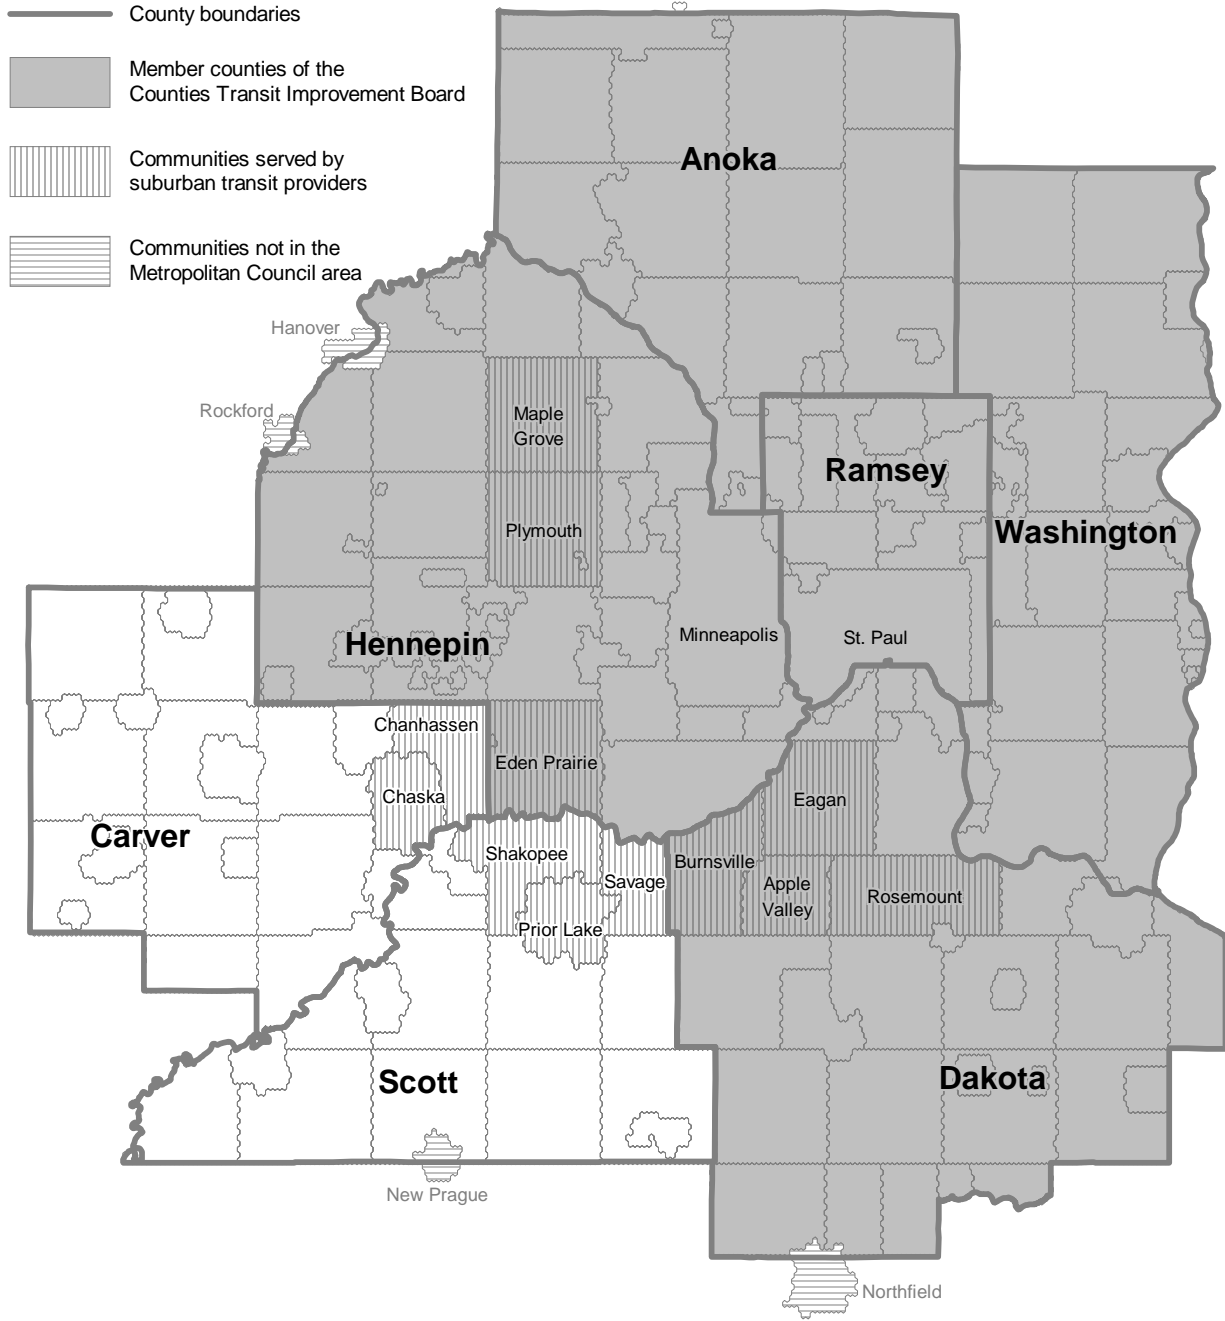 County boundaries
Member counties of the
Counties Transit Improvement Board
Communities served by
suburban transit providers
Communities not in the
Metropolitan Council area
Anoka
Hanover
Rockford
Maple
Grove
Ramsey
Plymouth
Washington
Minneapolis
St. Paul
Hennepin
Chanhassen
Eden Prairie
Chaska
Eagan
Carver
Shakopee
Burnsville
Savage
Apple
Valley
Rosemount
Prior Lake
Scott
Dakota
New Prague
Northfield